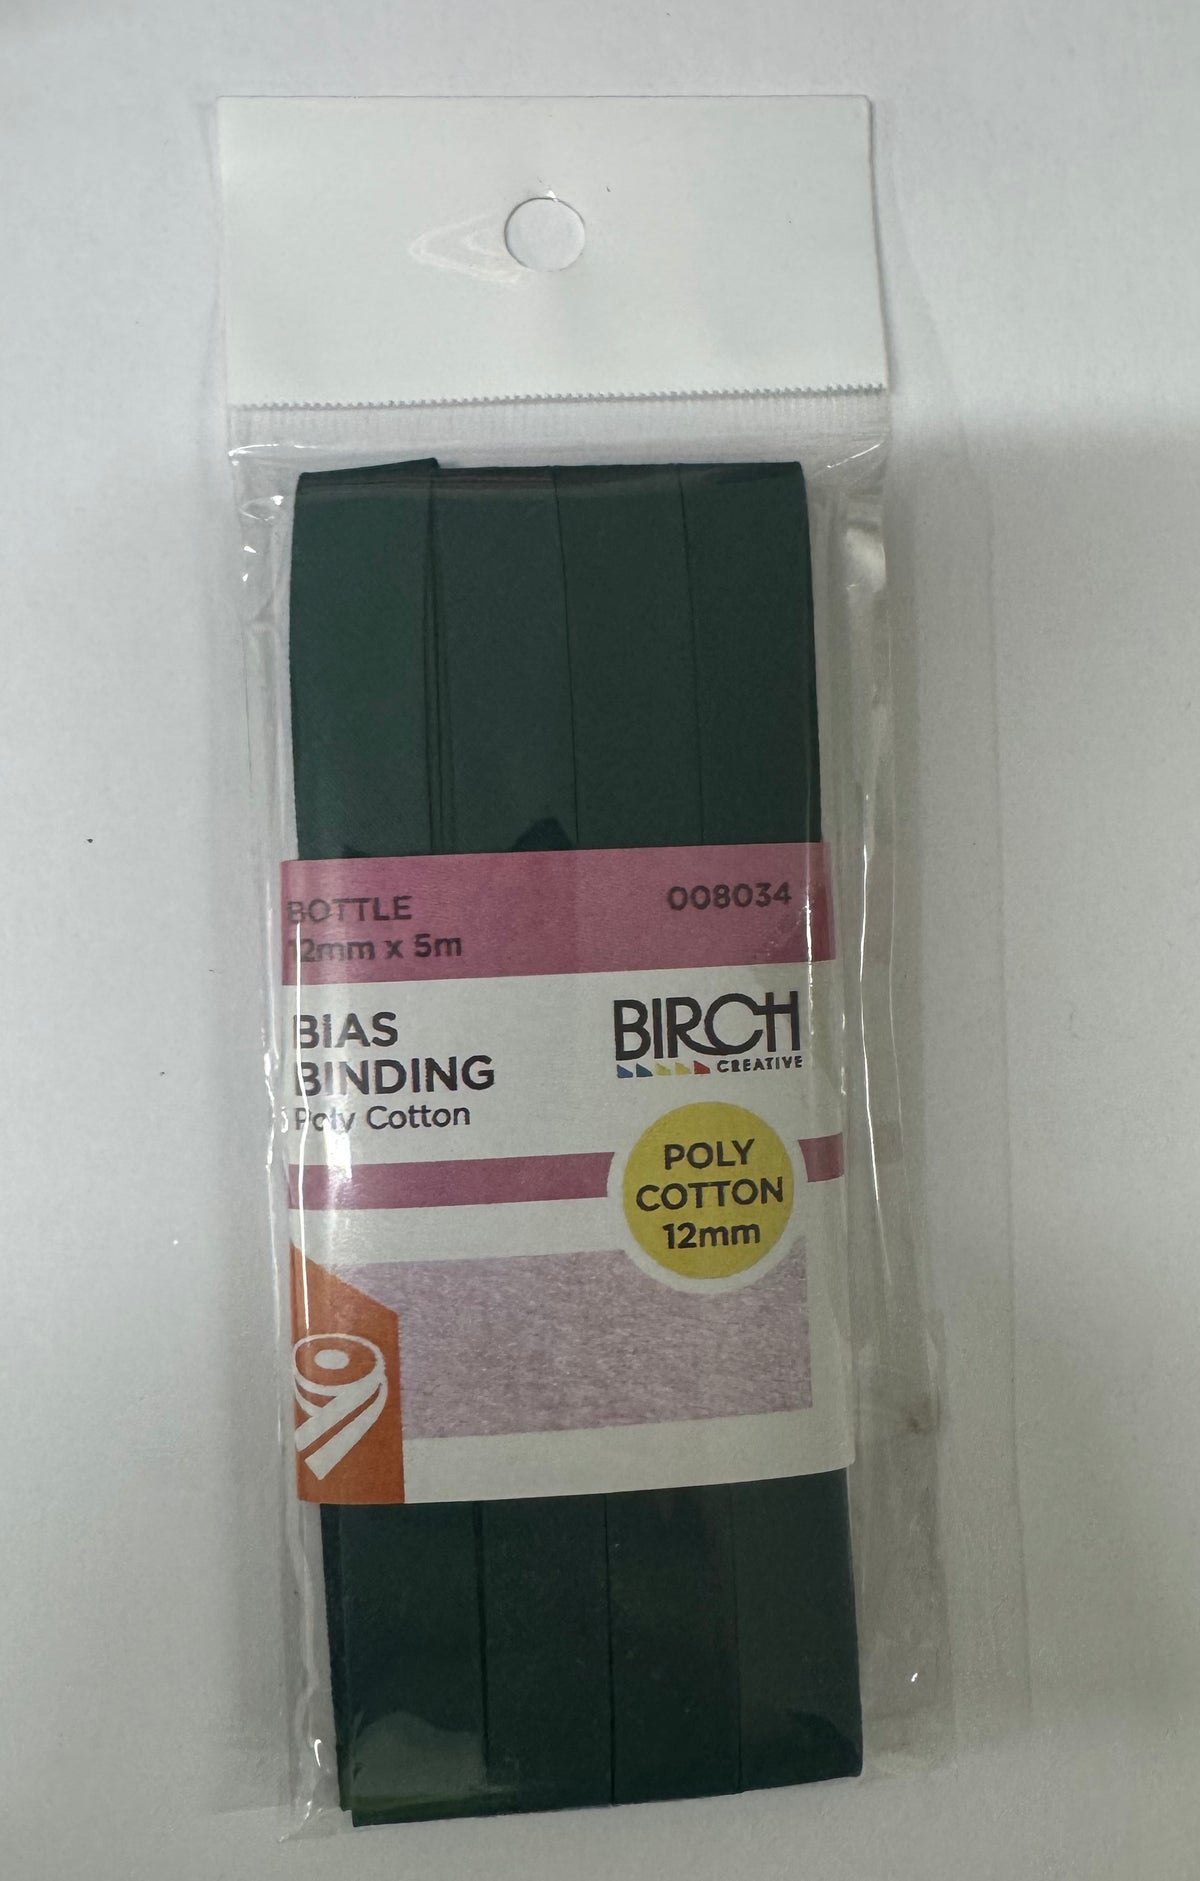 BOTTLE 008034
12mm x 5m
BIAS
BINDING
Poly Cotton
BIRCH
CREATIVE
POLY
COTTON
12mm